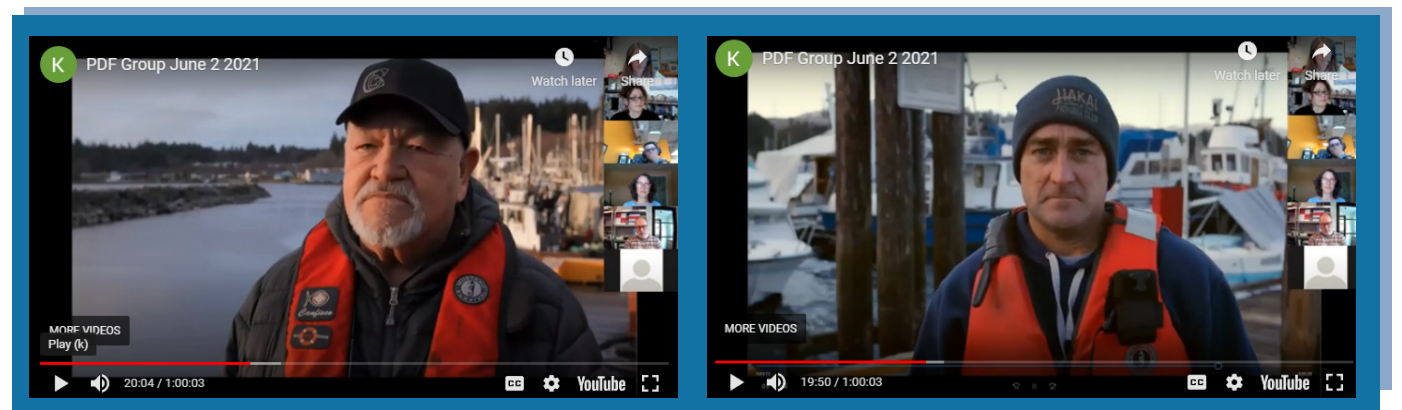 K PDF Group June 2 2021
Watch later
Share
MORE VIDEOS
Play (k)
20:04 / 1:00:03
CC
YouTube
Canfisco
K PDF Group June 2 2021
Watch later
Share
HAKAI
MORE VIDEOS
19:50 / 1:00:03
CC
YouTube